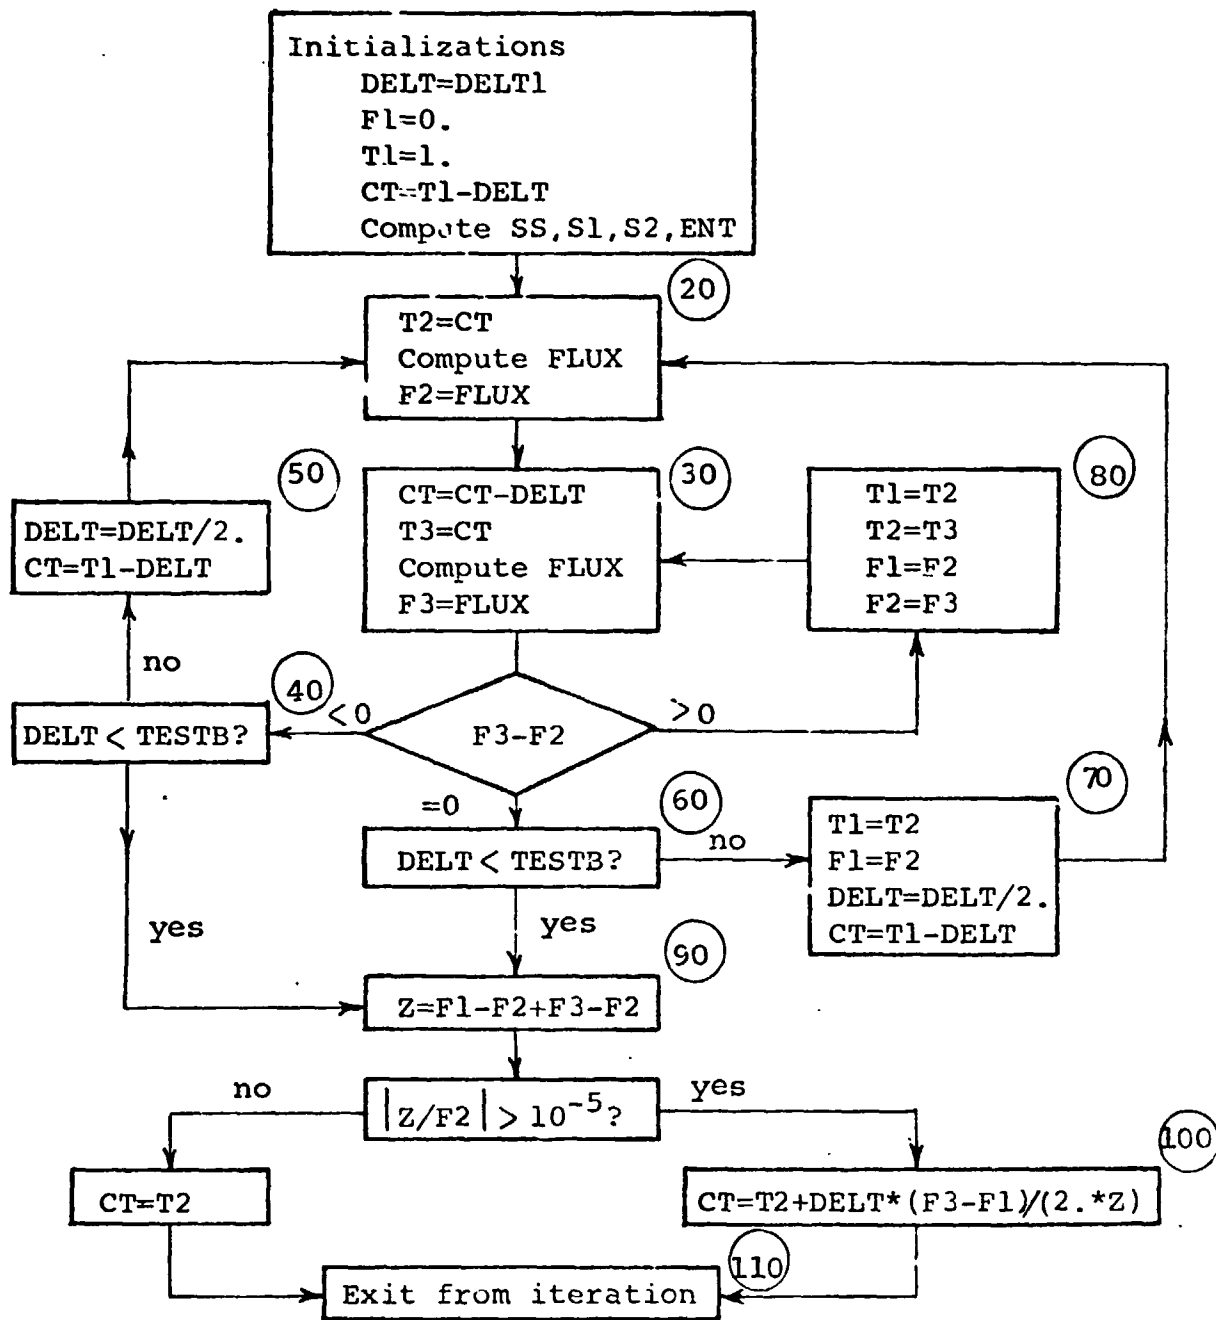 Initializations
DELT=DELT1
F1=0.
T1=1.
CT=T1-DELT
Compute SS,S1,S2,ENT
20
T2=CT
Compute FLUX
F2=FLUX
50
DELT=DELT/2.
CT=T1-DELT
30
CT=CT-DELT
T3=CT
Compute FLUX
F3=FLUX
80
T1=T2
T2=T3
F1=F2
F2=F3
no
40
DELT < TESTB?
<0
F3-F2
>0
=0
60
DELT < TESTB?
no
70
T1=T2
F1=F2
DELT=DELT/2.
CT=T1-DELT
yes
yes
90
Z=F1-F2+F3-F2
no
|Z/F2| > 10⁻⁵?
yes
100
CT=T2
CT=T2+DELT*(F3-F1)/(2.*Z)
110
Exit from iteration